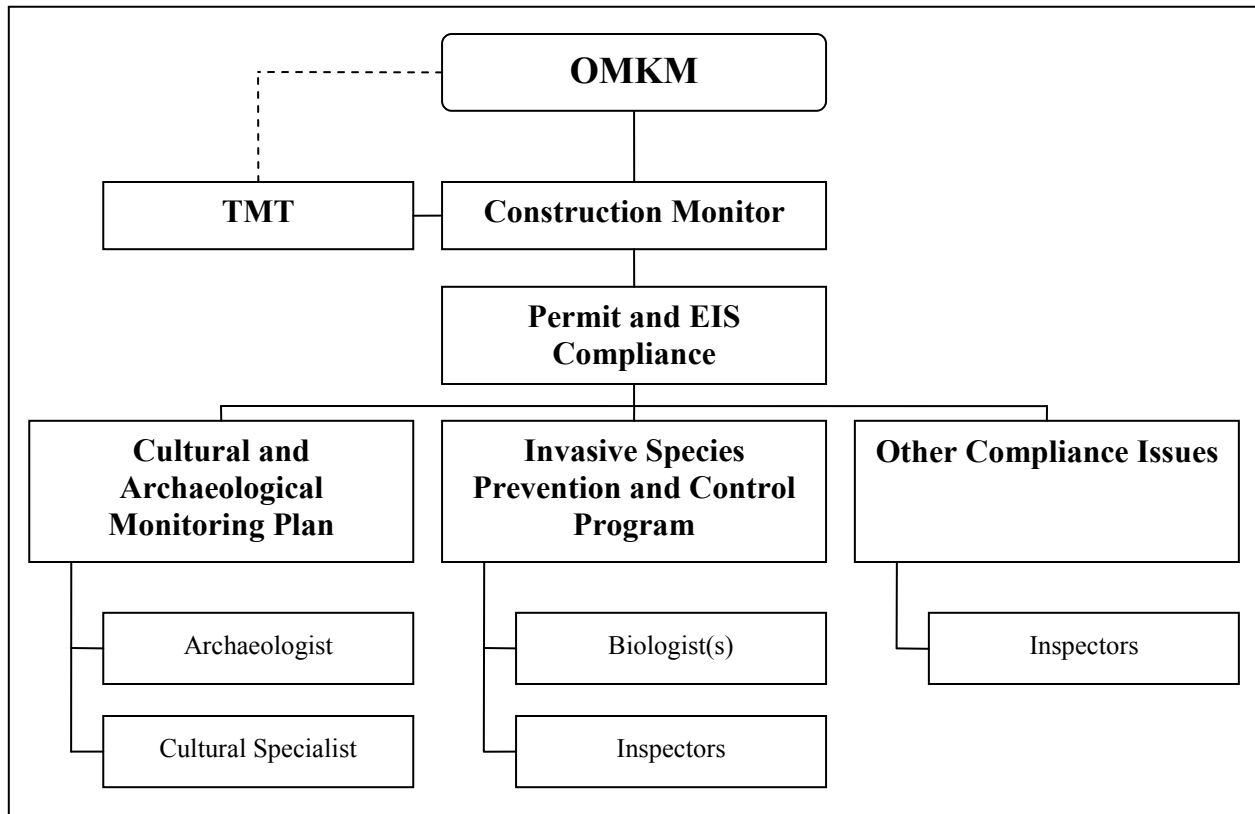 OMKM
TMT
Construction Monitor
Permit and EIS
Compliance
Cultural and
Archaeological
Monitoring Plan
Invasive Species
Prevention and Control
Program
Other Compliance Issues
Archaeologist
Biologist(s)
Inspectors
Cultural Specialist
Inspectors